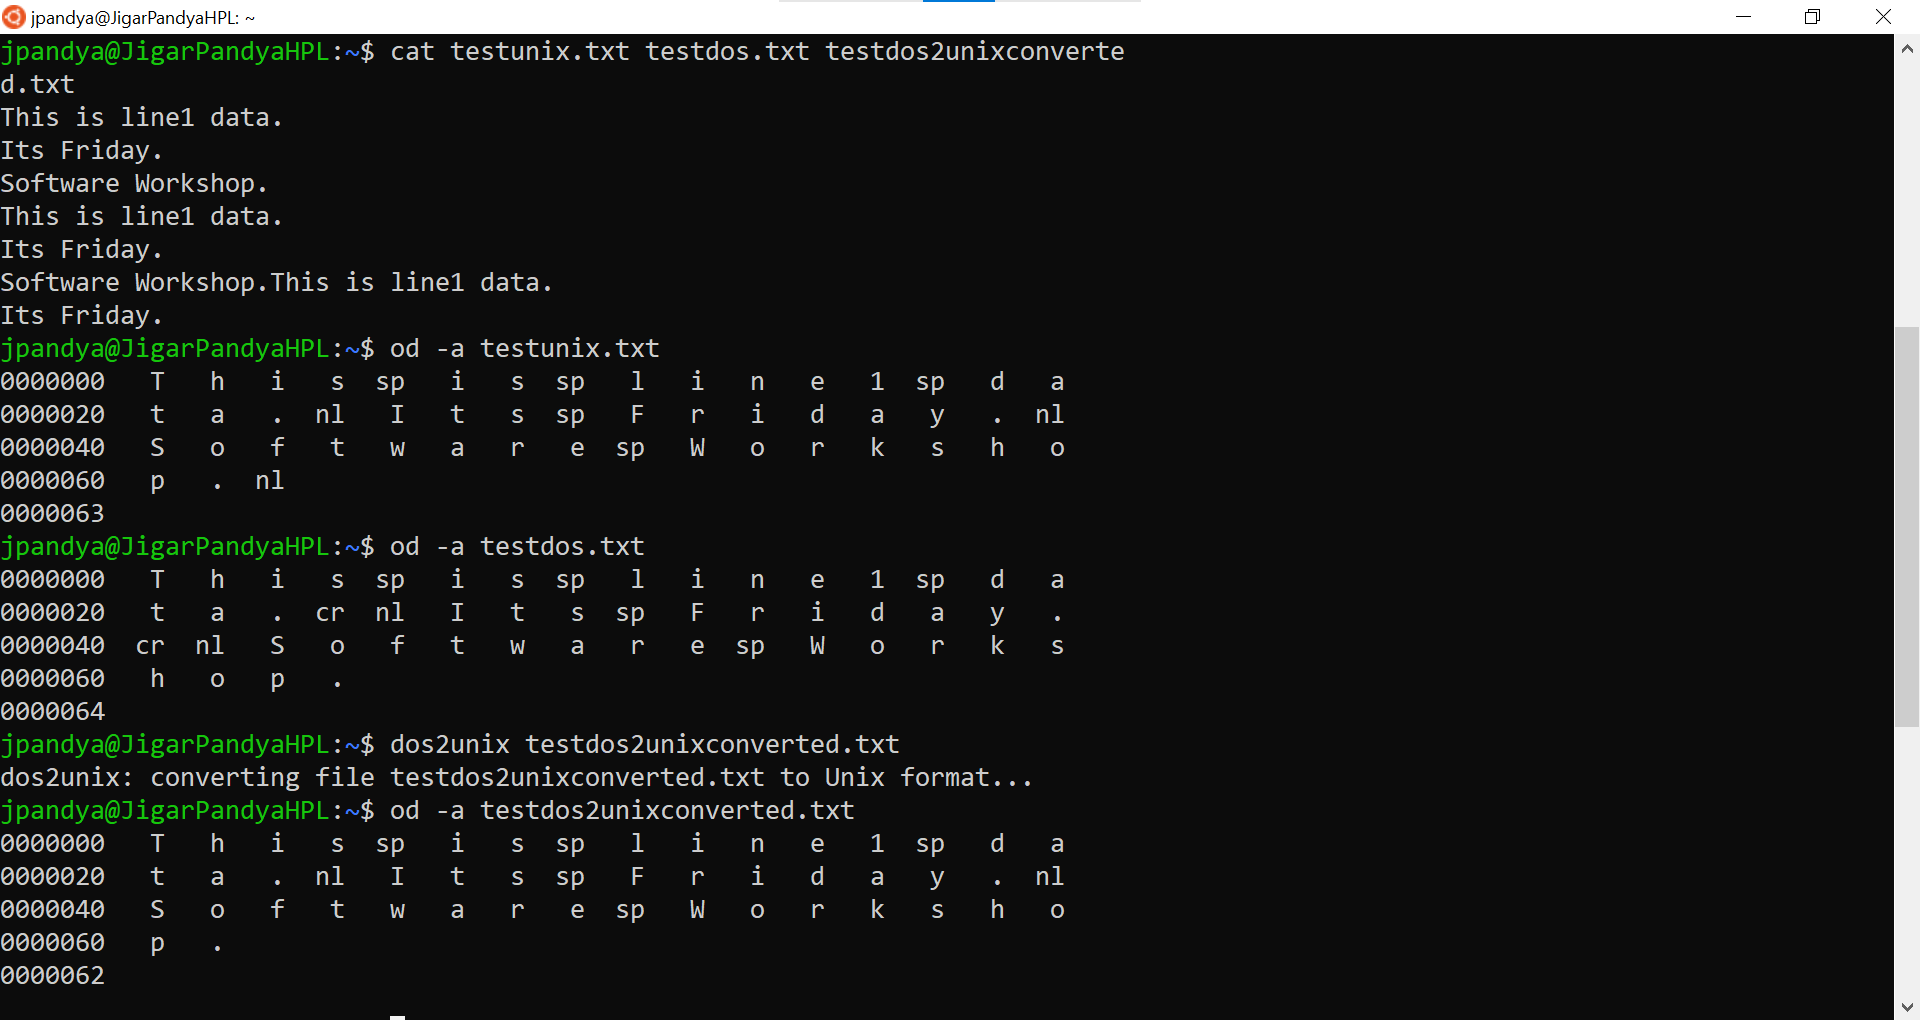 jpandya@JigarPandyaHPL: ~
jpandya@JigarPandyaHPL:~$ cat testunix.txt testdos.txt testdos2unixconverte
d.txt
This is line1 data.
Its Friday.
Software Workshop.
This is line1 data.
Its Friday.
Software Workshop.This is line1 data.
Its Friday.
jpandya@JigarPandyaHPL:~$ od -a testunix.txt
0000000   T   h   i   s  sp   i   s  sp   l   i   n   e   1  sp   d   a
0000020   t   a   .  nl   I   t   s  sp   F   r   i   d   a   y   .  nl
0000040   S   o   f   t   w   a   r   e  sp   W   o   r   k   s   h   o
0000060   p   .  nl
0000063
jpandya@JigarPandyaHPL:~$ od -a testdos.txt
0000000   T   h   i   s  sp   i   s  sp   l   i   n   e   1  sp   d   a
0000020   t   a   .  cr  nl   I   t   s  sp   F   r   i   d   a   y   .
0000040  cr  nl   S   o   f   t   w   a   r   e  sp   W   o   r   k   s
0000060   h   o   p   .
0000064
jpandya@JigarPandyaHPL:~$ dos2unix testdos2unixconverted.txt
dos2unix: converting file testdos2unixconverted.txt to Unix format...
jpandya@JigarPandyaHPL:~$ od -a testdos2unixconverted.txt
0000000   T   h   i   s  sp   i   s  sp   l   i   n   e   1  sp   d   a
0000020   t   a   .  nl   I   t   s  sp   F   r   i   d   a   y   .  nl
0000040   S   o   f   t   w   a   r   e  sp   W   o   r   k   s   h   o
0000060   p   .
0000062